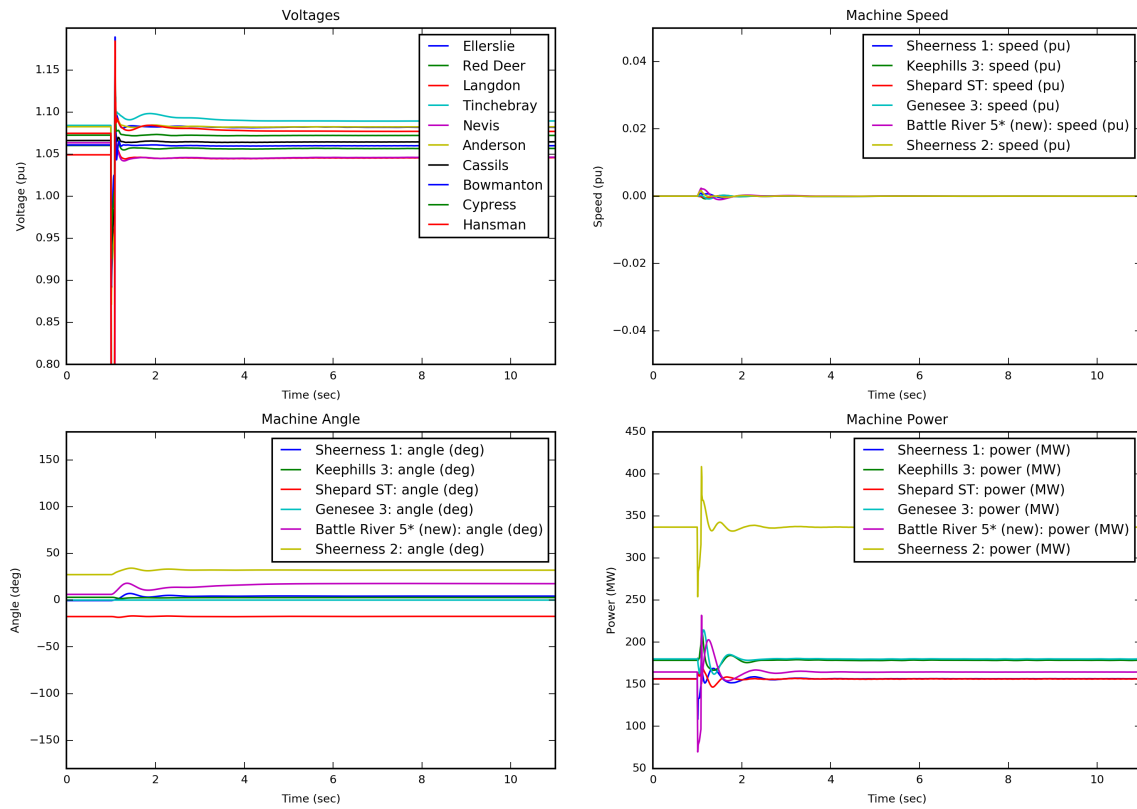 Voltages
1.15
1.10
1.05
1.00
0.95
0.90
0.85
0.80
Voltage (pu)
0 2 4 6 8 10
Time (sec)
Ellerslie
Red Deer
Langdon
Tinchebray
Nevis
Anderson
Cassils
Bowmanton
Cypress
Hansman
Machine Speed
0.04
0.02
0.00
−0.02
−0.04
Speed (pu)
0 2 4 6 8 10
Time (sec)
Sheerness 1: speed (pu)
Keephills 3: speed (pu)
Shepard ST: speed (pu)
Genesee 3: speed (pu)
Battle River 5* (new): speed (pu)
Sheerness 2: speed (pu)
Machine Angle
150
100
50
0
−50
−100
−150
Angle (deg)
0 2 4 6 8 10
Time (sec)
Sheerness 1: angle (deg)
Keephills 3: angle (deg)
Shepard ST: angle (deg)
Genesee 3: angle (deg)
Battle River 5* (new): angle (deg)
Sheerness 2: angle (deg)
Machine Power
450
400
350
300
250
200
150
100
50
Power (MW)
0 2 4 6 8 10
Time (sec)
Sheerness 1: power (MW)
Keephills 3: power (MW)
Shepard ST: power (MW)
Genesee 3: power (MW)
Battle River 5* (new): power (MW)
Sheerness 2: power (MW)